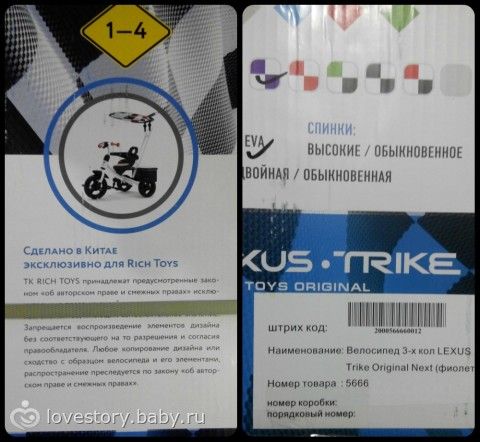 1–4
Сделано в Китае
эксклюзивно для Rich Toys
ТК RICH TOYS принадлежат предусмотренные зако-
ном «об авторском праве и смежных правах» исклю-
Запрещается воспроизведение элементов дизайна
без соответствующего на то разрешения и согласия
правообладателя. Любое копирование дизайна или
сходство с образцом велосипеда и его элементами,
распространение преследуется по закону «об автор-
ском праве и смежных правах».
EVA
СПИНКИ:
ВЫСОКИЕ / ОБЫКНОВЕННОЕ
ДВОЙНАЯ / ОБЫКНОВЕННАЯ
XUS • TRIKE
TOYS ORIGINAL
штрих код:
2000566660012
Наименование: Велосипед 3-х кол LEXUS
Trike Original Next (фиолет
Номер товара : 5666
номер коробки:
порядковый номер:
lovestory.baby.ru